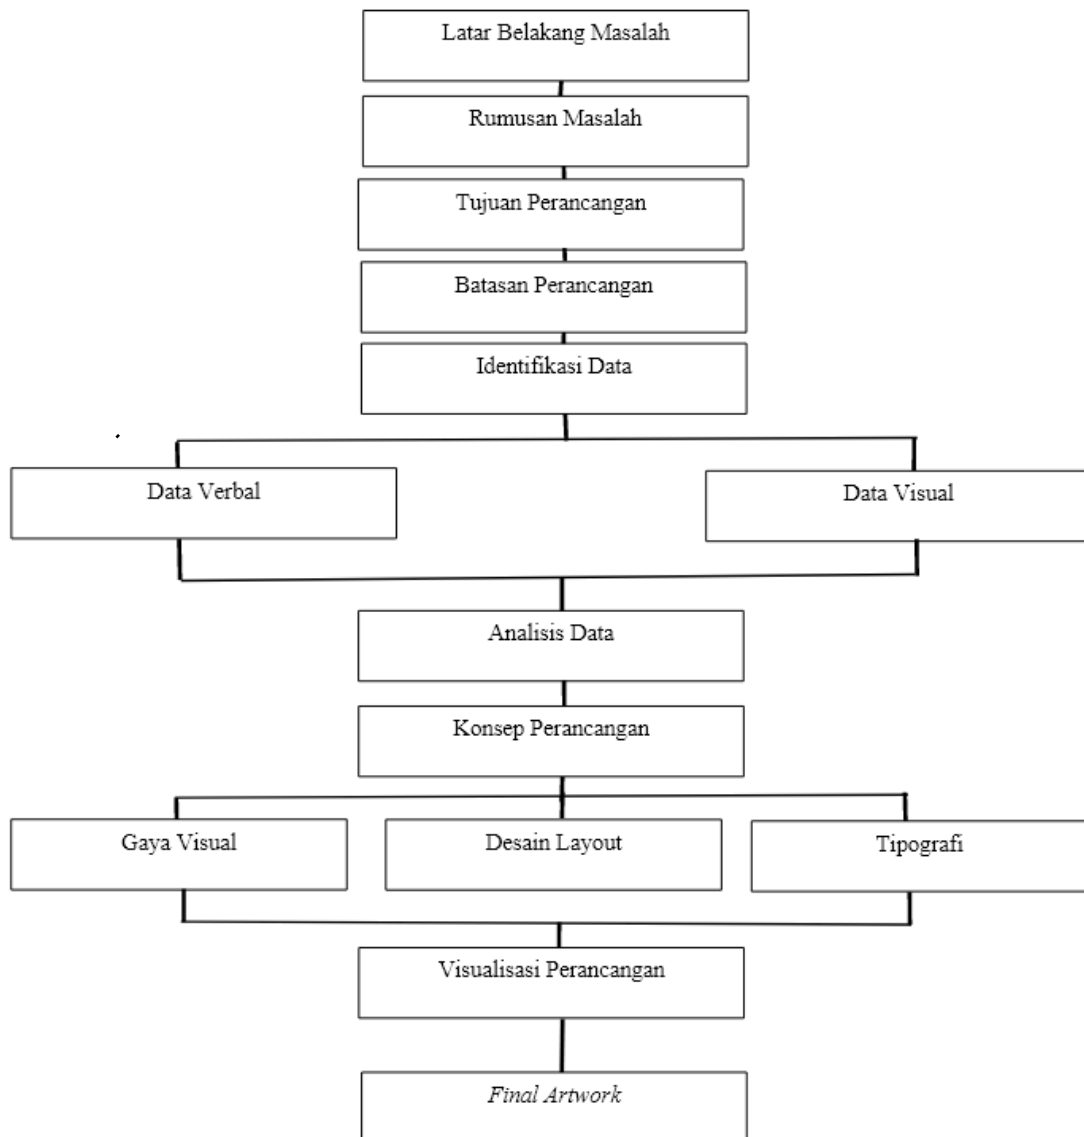 Latar Belakang Masalah
Rumusan Masalah
Tujuan Perancangan
Batasan Perancangan
Identifikasi Data
Data Verbal
Data Visual
Analisis Data
Konsep Perancangan
Gaya Visual
Desain Layout
Tipografi
Visualisasi Perancangan
Final Artwork